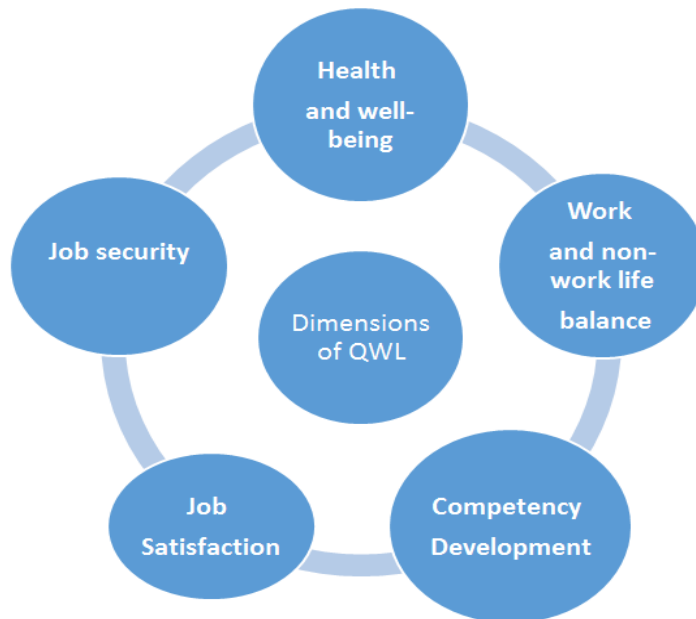 Health
and well-
being
Work
and non-
work life
balance
Job security
Dimensions
of QWL
Job
Satisfaction
Competency
Development